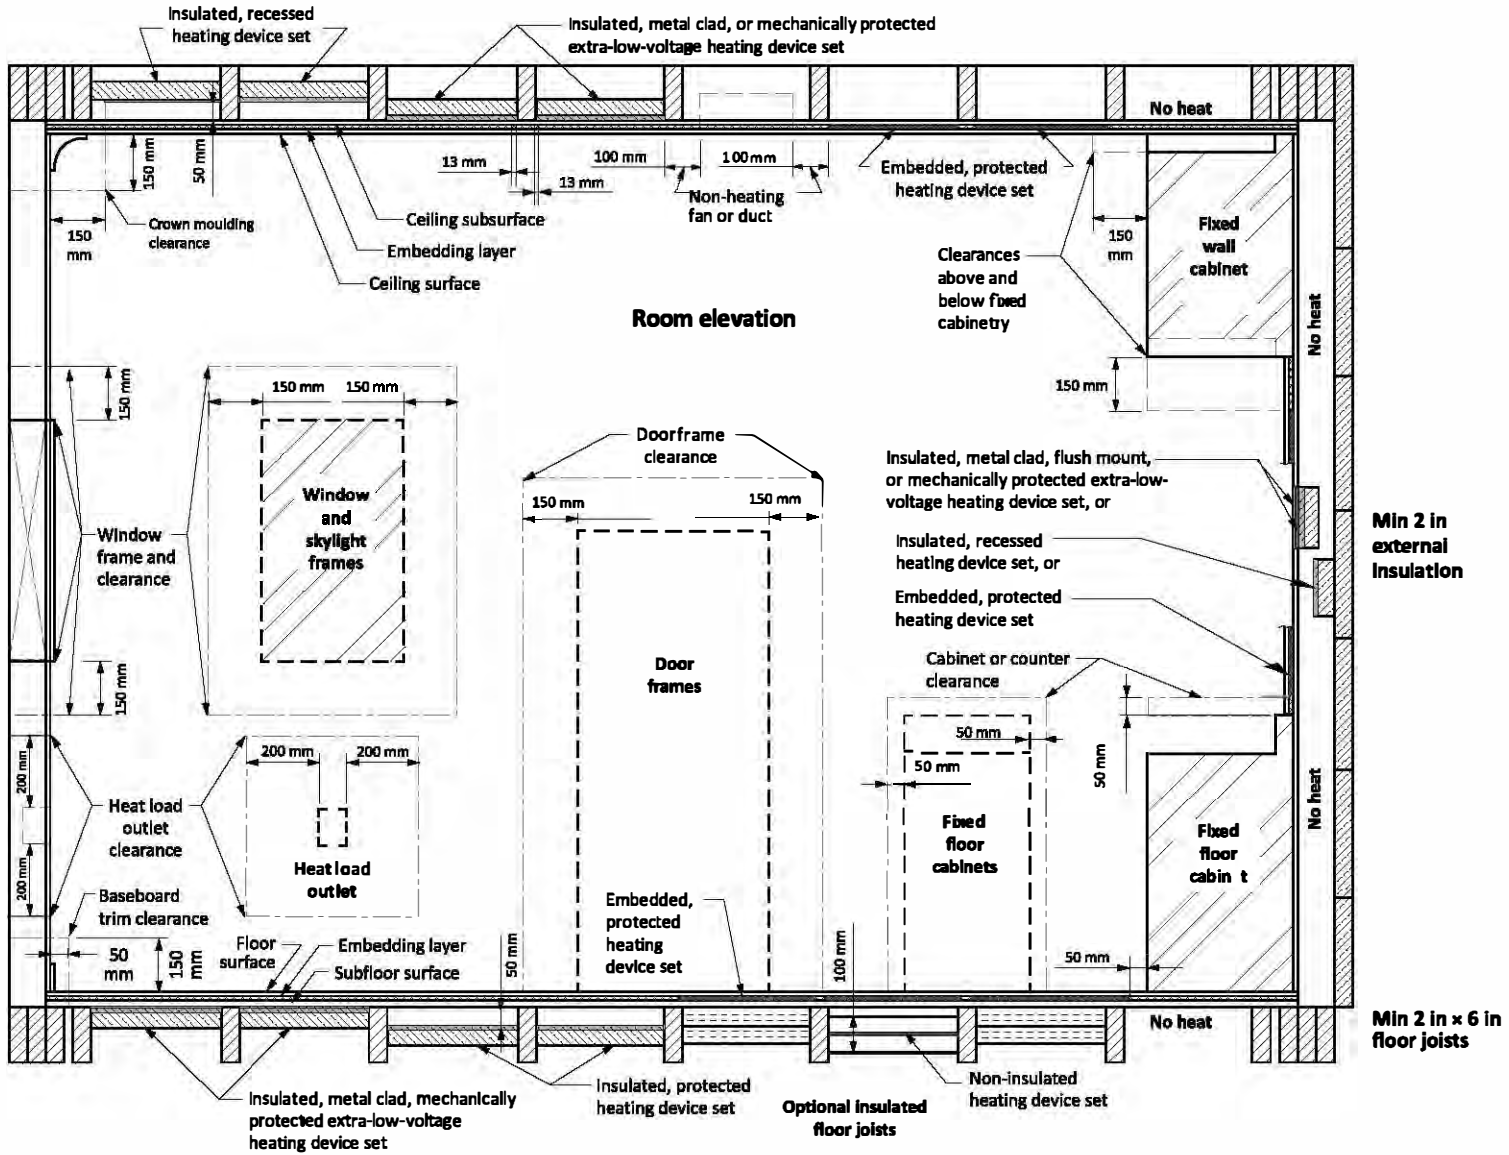 Insulated, recessed
heating device set
Insulated, metal clad, or mechanically protected
extra-low-voltage heating device set
No heat
150 mm
50 mm
13 mm
13 mm
100 mm
100 mm
Non-heating
fan or duct
Embedded, protected
heating device set
150
mm
Crown moulding
clearance
Ceiling subsurface
Embedding layer
Ceiling surface
150
mm
Fixed
wall
cabinet
Clearances
above and
below fixed
cabinetry
Room elevation
No heat
150 mm
150 mm
150 mm
150 mm
Doorframe
clearance
Insulated, metal clad, flush mount,
or mechanically protected extra-low-
voltage heating device set, or
Window
and
skylight
frames
150 mm
150 mm
Min 2 in
external
Insulation
Window
frame and
clearance
Insulated, recessed
heating device set, or
Embedded, protected
heating device set
Door
frames
Cabinet or counter
clearance
150 mm
50 mm
50 mm
50 mm
200 mm
200 mm
200 mm
200 mm
Heat load
outlet
clearance
Heat load
outlet
Fixed
floor
cabinets
Fixed
floor
cabin t
No heat
Baseboard
trim clearance
Embedded,
protected
heating
device set
50
mm
150 mm
Floor
surface
Embedding layer
Subfloor surface
50 mm
100 mm
50 mm
No heat
Min 2 in × 6 in
floor joists
Insulated, metal clad, mechanically
protected extra-low-voltage
heating device set
Insulated, protected
heating device set
Optional insulated
floor joists
Non-insulated
heating device set